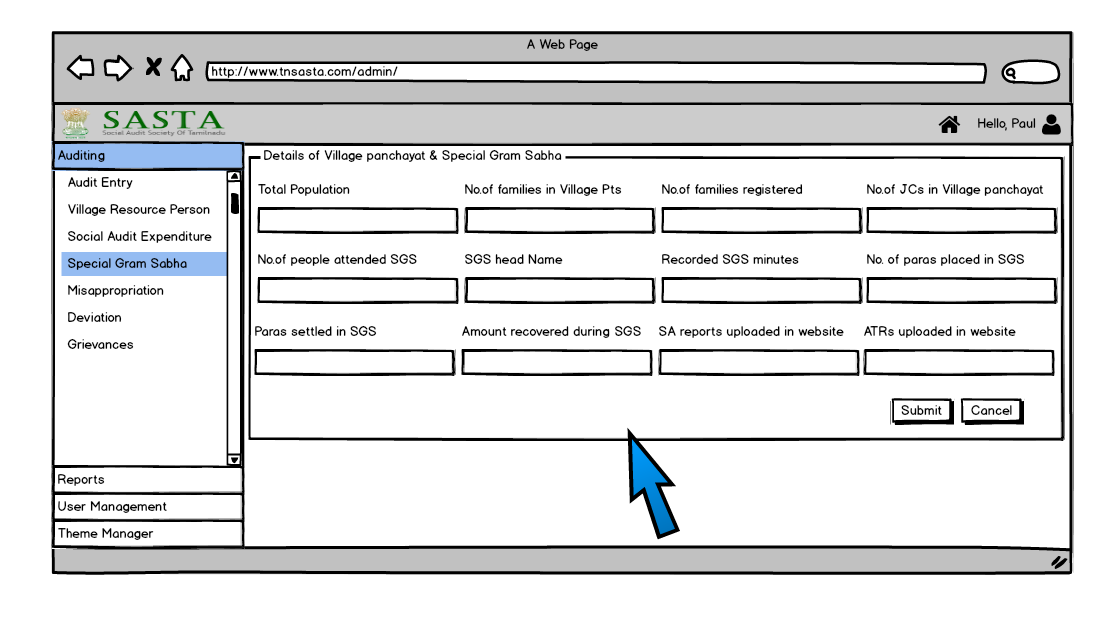 A Web Page
http://www.tnsasta.com/admin/
SASTA
Social Audit Society Of Tamilnadu
Hello, Paul
Auditing
Audit Entry
Village Resource Person
Social Audit Expenditure
Special Gram Sabha
Misappropriation
Deviation
Grievances
Reports
User Management
Theme Manager
Details of Village panchayat & Special Gram Sabha
Total Population No.of families in Village Pts No.of families registered No.of JCs in Village panchayat
No.of people attended SGS SGS head Name Recorded SGS minutes No. of paras placed in SGS
Paras settled in SGS Amount recovered during SGS SA reports uploaded in website ATRs uploaded in website
Submit Cancel